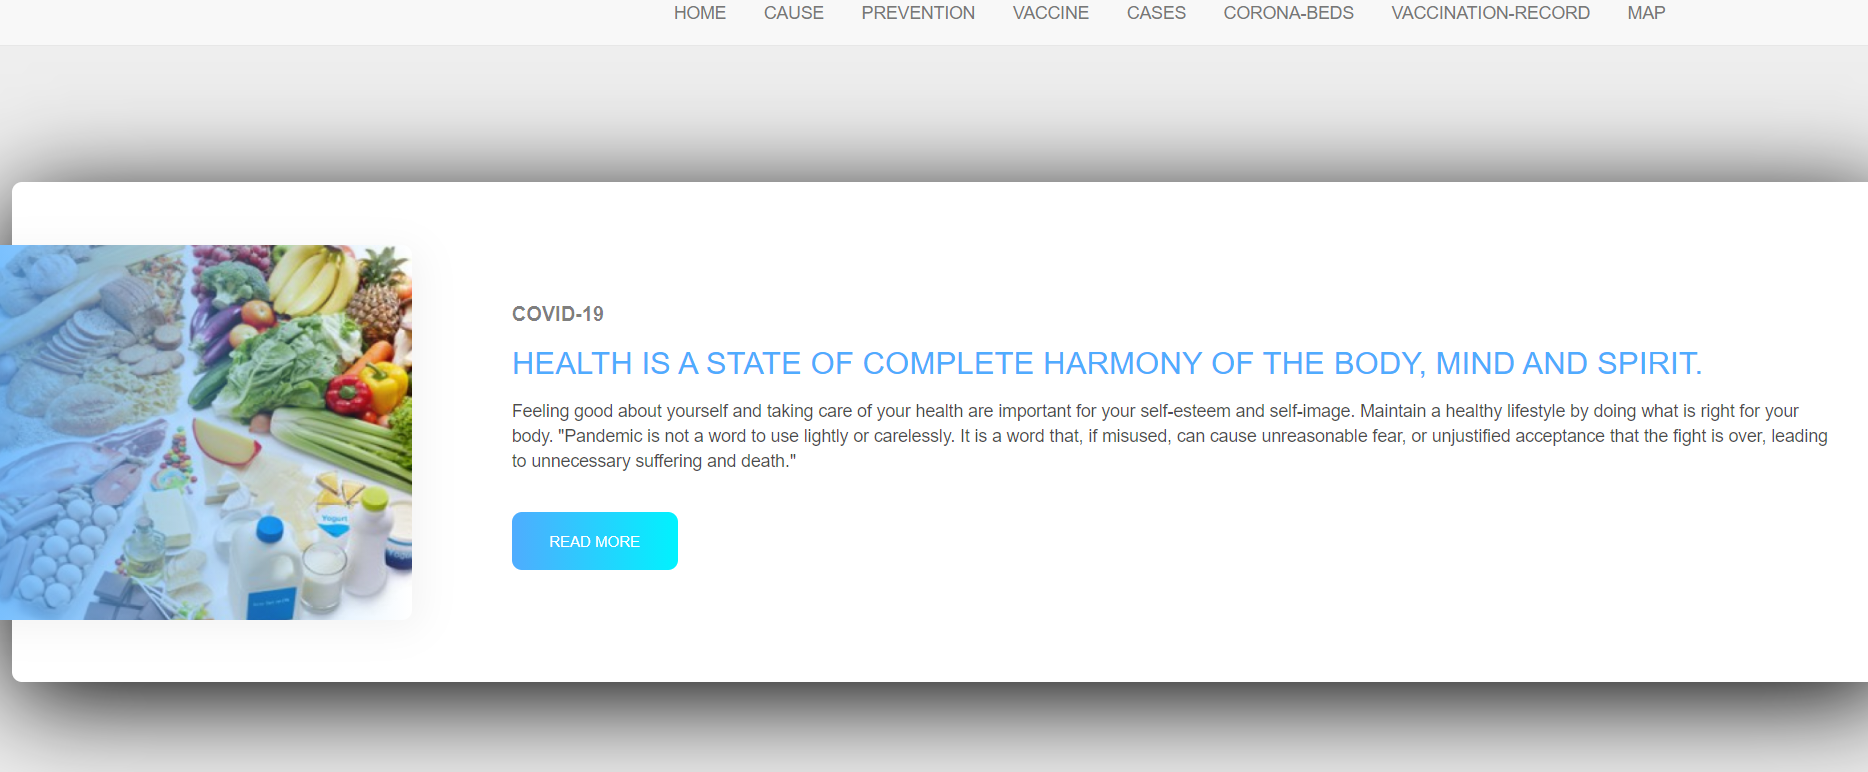 HOME CAUSE PREVENTION VACCINE CASES CORONA-BEDS VACCINATION-RECORD MAP
COVID-19
HEALTH IS A STATE OF COMPLETE HARMONY OF THE BODY, MIND AND SPIRIT.
Feeling good about yourself and taking care of your health are important for your self-esteem and self-image. Maintain a healthy lifestyle by doing what is right for your
body. "Pandemic is not a word to use lightly or carelessly. It is a word that, if misused, can cause unreasonable fear, or unjustified acceptance that the fight is over, leading
to unnecessary suffering and death."
Yogurt
READ MORE